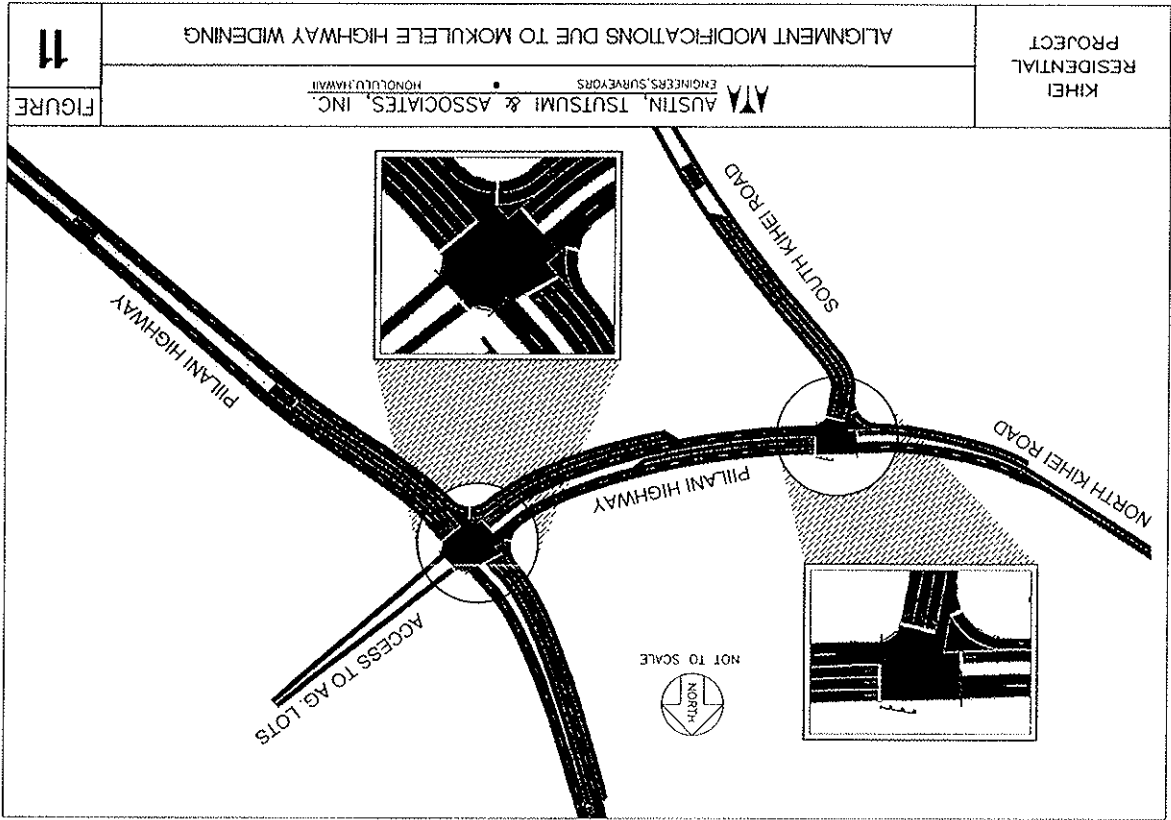 NORTH
NOT TO SCALE
ACCESS TO AG. LOTS
NORTH KIHEI ROAD
PIILANI HIGHWAY
PIILANI HIGHWAY
SOUTH KIHEI ROAD
KIHEI
RESIDENTIAL
PROJECT
ATA AUSTIN, TSUTSUMI & ASSOCIATES, INC.
ENGINEERS, SURVEYORS • HONOLULU, HAWAII
ALIGNMENT MODIFICATIONS DUE TO MOKULELE HIGHWAY WIDENING
FIGURE
11